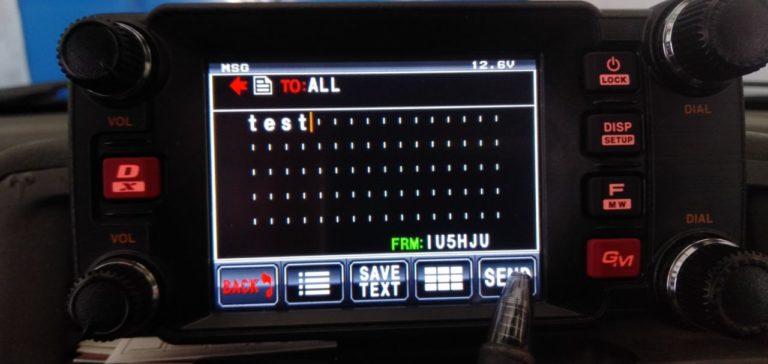 MSG 12.6V
TO:ALL
test
FRM:IU5HJU
BACK SAVE TEXT SEND
VOL
D
X
VOL
LOCK
DISP
SETUP
F
MW
GM
DIAL
DIAL